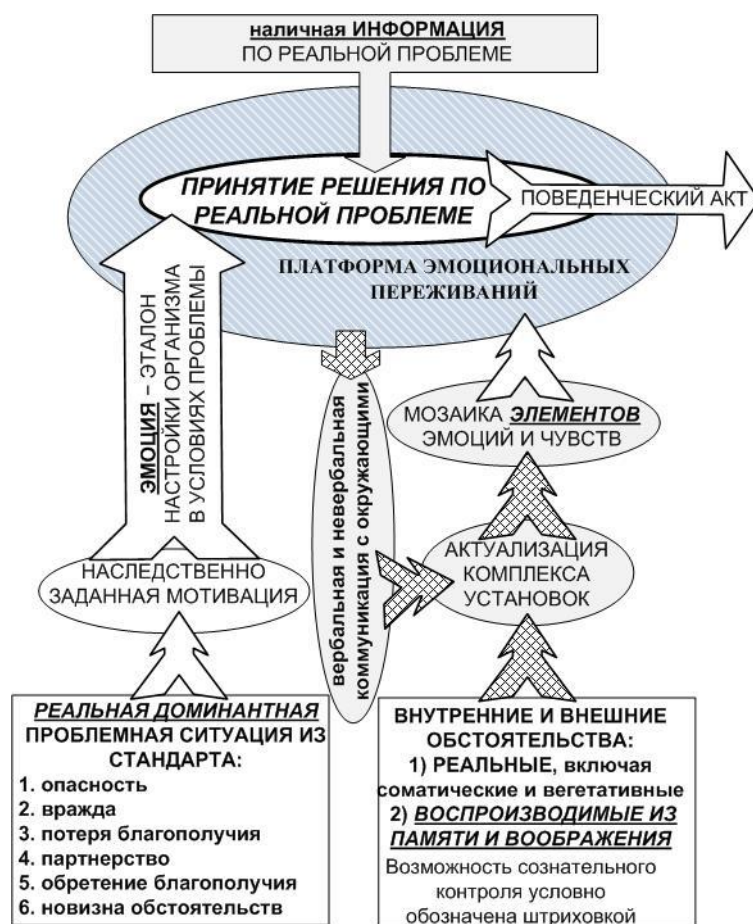 наличная ИНФОРМАЦИЯ
ПО РЕАЛЬНОЙ ПРОБЛЕМЕ
ПРИНЯТИЕ РЕШЕНИЯ ПО
РЕАЛЬНОЙ ПРОБЛЕМЕ
ПОВЕДЕНЧЕСКИЙ АКТ
ПЛАТФОРМА ЭМОЦИОНАЛЬНЫХ
ПЕРЕЖИВАНИЙ
ЭМОЦИЯ – ЭТАЛОН
НАСТРОЙКИ ОРГАНИЗМА
В УСЛОВИЯХ ПРОБЛЕМЫ
НАСЛЕДСТВЕННО
ЗАДАННАЯ МОТИВАЦИЯ
вербальная и невербальная
коммуникация с окружающими
МОЗАИКА ЭЛЕМЕНТОВ
ЭМОЦИЙ И ЧУВСТВ
АКТУАЛИЗАЦИЯ
КОМПЛЕКСА
УСТАНОВОК
РЕАЛЬНАЯ ДОМИНАНТНАЯ
ПРОБЛЕМНАЯ СИТУАЦИЯ ИЗ
СТАНДАРТА:
1. опасность
2. вражда
3. потеря благополучия
4. партнерство
5. обретение благополучия
6. новизна обстоятельств
ВНУТРЕННИЕ И ВНЕШНИЕ
ОБСТОЯТЕЛЬСТВА:
1) РЕАЛЬНЫЕ, включая
соматические и вегетативные
2) ВОСПРОИЗВОДИМЫЕ ИЗ
ПАМЯТИ И ВООБРАЖЕНИЯ
Возможность сознательного
контроля условно
обозначена штриховкой